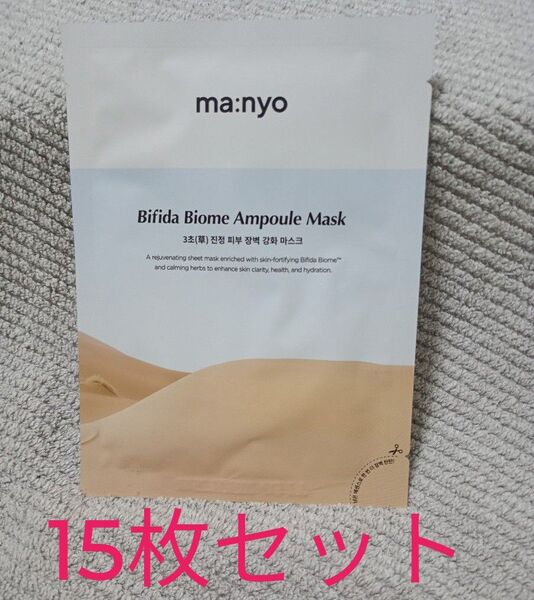 ma:nyo
Bifida Biome Ampoule Mask
3초(草) 진정 피부 장벽 강화 마스크
A rejuvenating sheet mask enriched with skin-fortifying Bifida Biome™
and calming herbs to enhance skin clarity, health, and hydration.
15枚セット